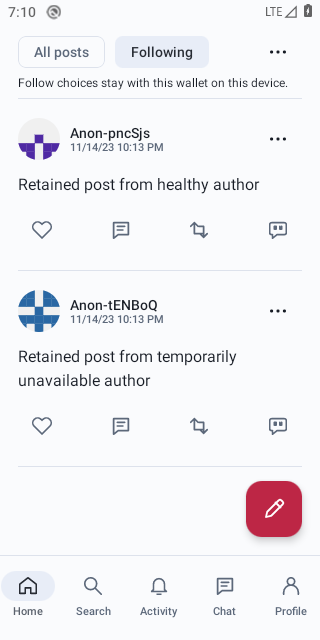 7:10
LTE
All posts
Following
Follow choices stay with this wallet on this device.
Anon-pncSjs
11/14/23 10:13 PM
Retained post from healthy author
Anon-tENBoQ
11/14/23 10:13 PM
Retained post from temporarily
unavailable author
Home
Search
Activity
Chat
Profile